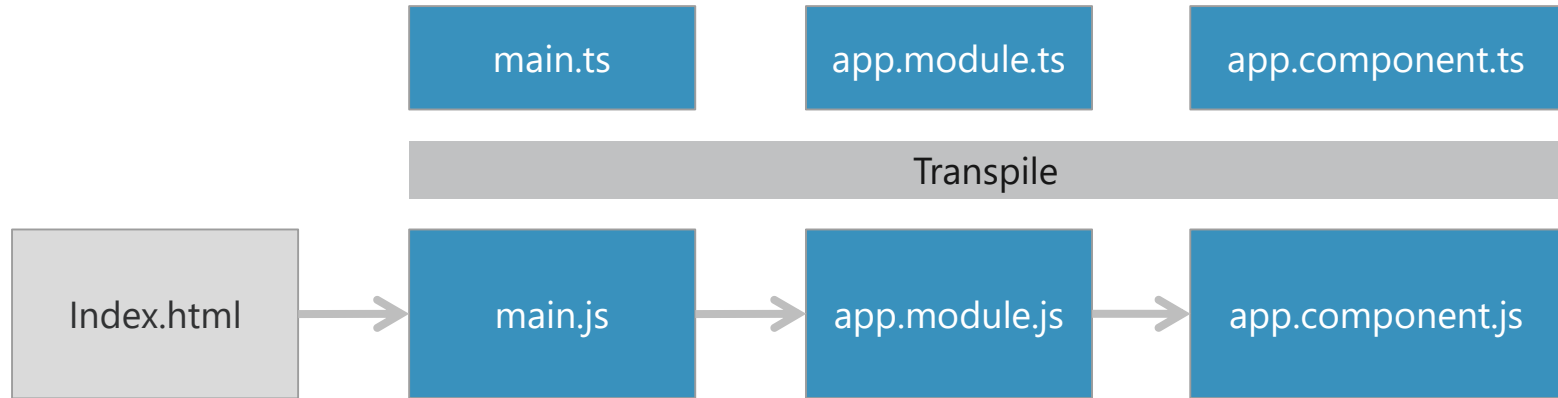 main.ts
app.module.ts
app.component.ts
Transpile
Index.html
main.js
app.module.js
app.component.js